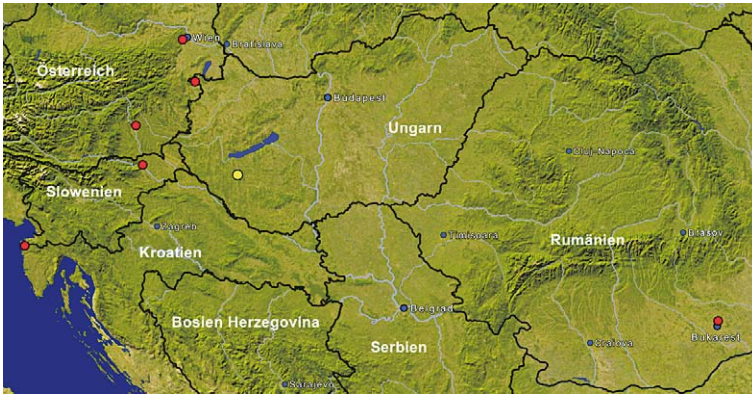 Wien
Bratislava
Österreich
Budapest
Ungarn
Cluj-Napoca
Slowenien
Zagreb
Timisoara
Rumänien
Brasov
Kroatien
Belgrad
Bosien Herzegovina
Serbien
Bukarest
Craiova
Sarajevo